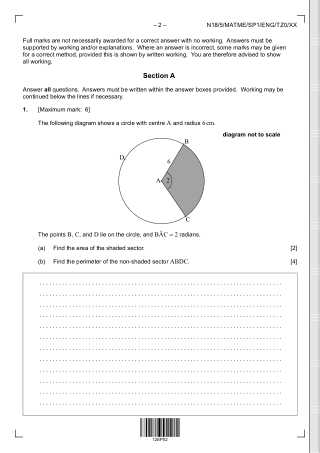 – 2 –
N18/5/MATME/SP1/ENG/TZ0/XX
Full marks are not necessarily awarded for a correct answer with no working. Answers must be
supported by working and/or explanations. Where an answer is incorrect, some marks may be given
for a correct method, provided this is shown by written working. You are therefore advised to show
all working.
Section A
Answer all questions. Answers must be written within the answer boxes provided. Working may be
continued below the lines if necessary.
1. [Maximum mark: 6]
The following diagram shows a circle with centre A and radius 6 cm.
diagram not to scale
B
D
6
A
2
C
The points B, C, and D lie on the circle, and BÂC = 2 radians.
(a) Find the area of the shaded sector. [2]
(b) Find the perimeter of the non-shaded sector ABDC. [4]
12EP02